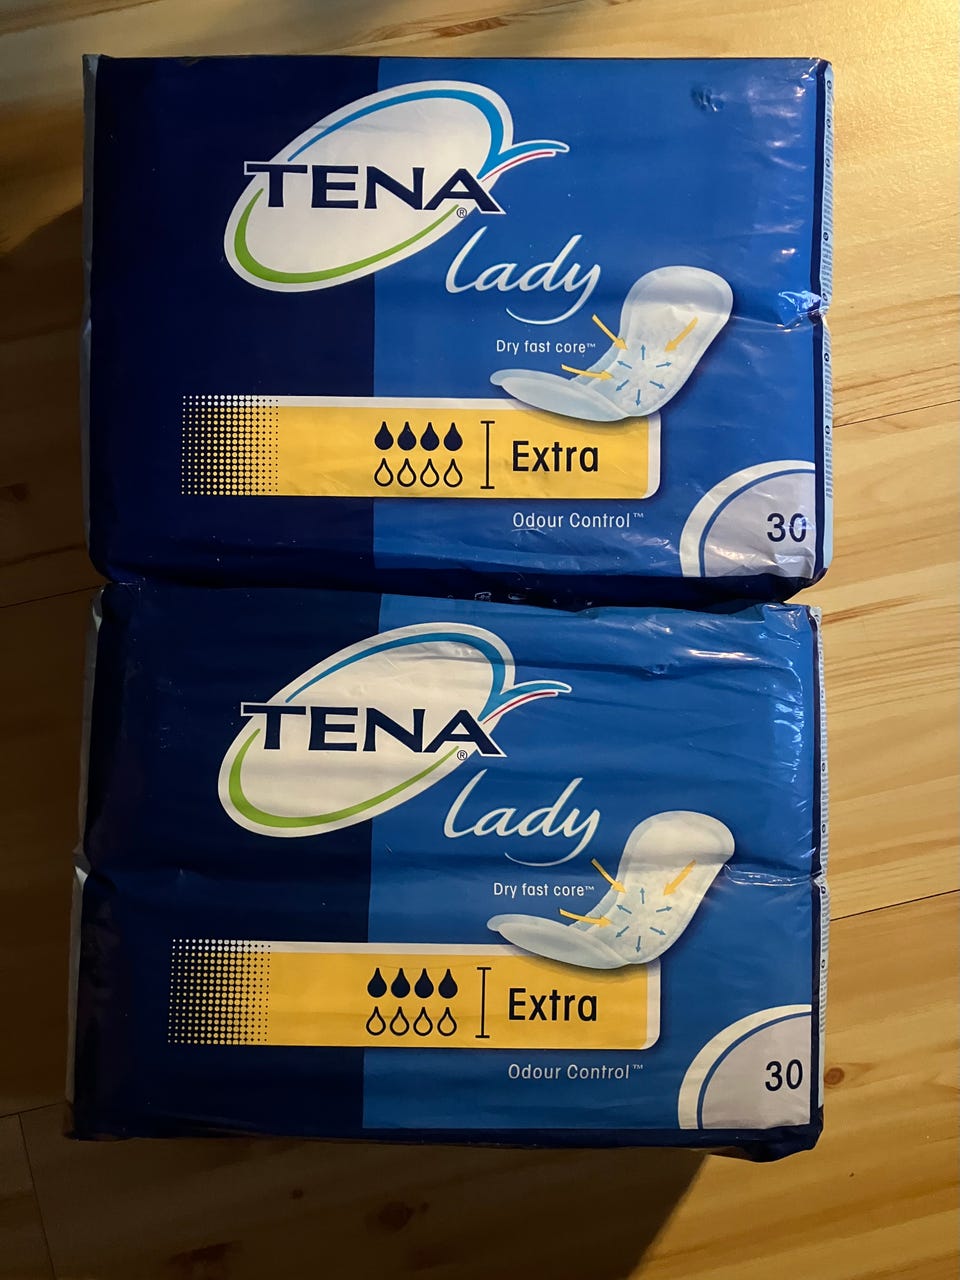 TENA®
Lady
Dry fast core™
Extra
Odour Control™
30
TENA®
Lady
Dry fast core™
Extra
Odour Control™
30